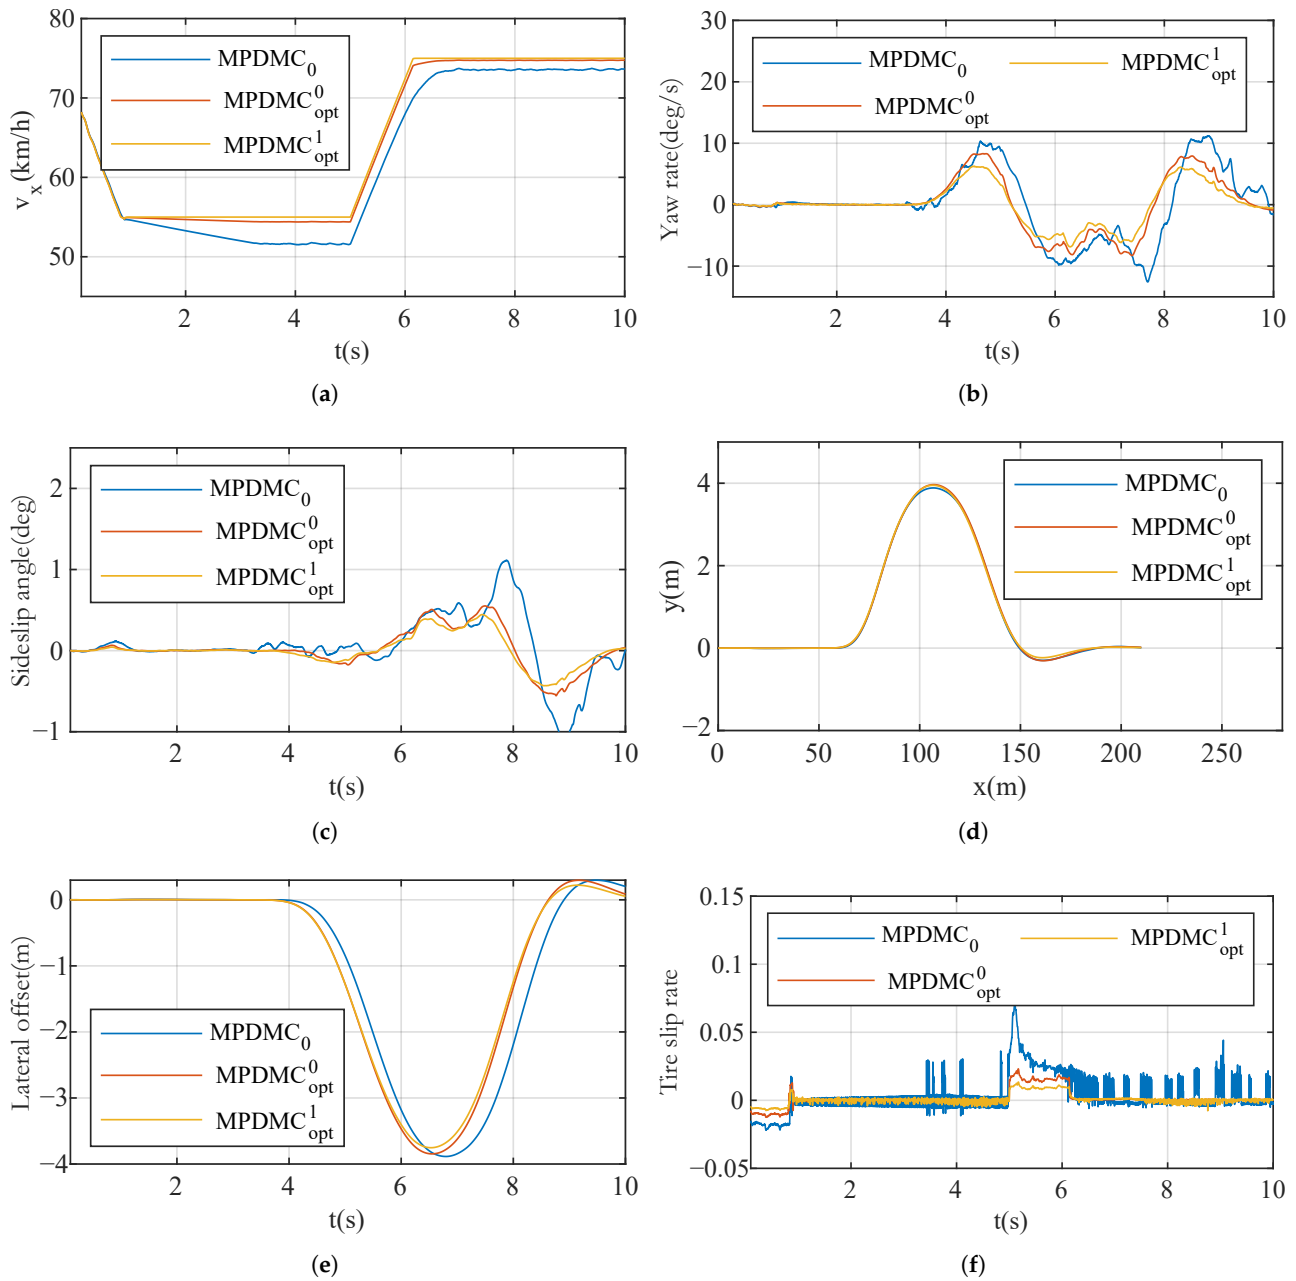 80
70
60
50
v_x (km/h)
MPDMC_0
MPDMC^0_opt
MPDMC^1_opt
2 4 6 8 10
t(s)
(a)
30
20
10
0
−10
Yaw rate(deg/s)
MPDMC_0 MPDMC^1_opt
MPDMC^0_opt
2 4 6 8 10
t(s)
(b)
2
1
0
−1
Sideslip angle(deg)
MPDMC_0
MPDMC^0_opt
MPDMC^1_opt
2 4 6 8 10
t(s)
(c)
4
2
0
−2
y(m)
MPDMC_0
MPDMC^0_opt
MPDMC^1_opt
0 50 100 150 200 250
x(m)
(d)
0
−1
−2
−3
−4
Lateral offset(m)
MPDMC_0
MPDMC^0_opt
MPDMC^1_opt
2 4 6 8 10
t(s)
(e)
0.15
0.1
0.05
0
−0.05
Tire slip rate
MPDMC_0 MPDMC^1_opt
MPDMC^0_opt
2 4 6 8 10
t(s)
(f)